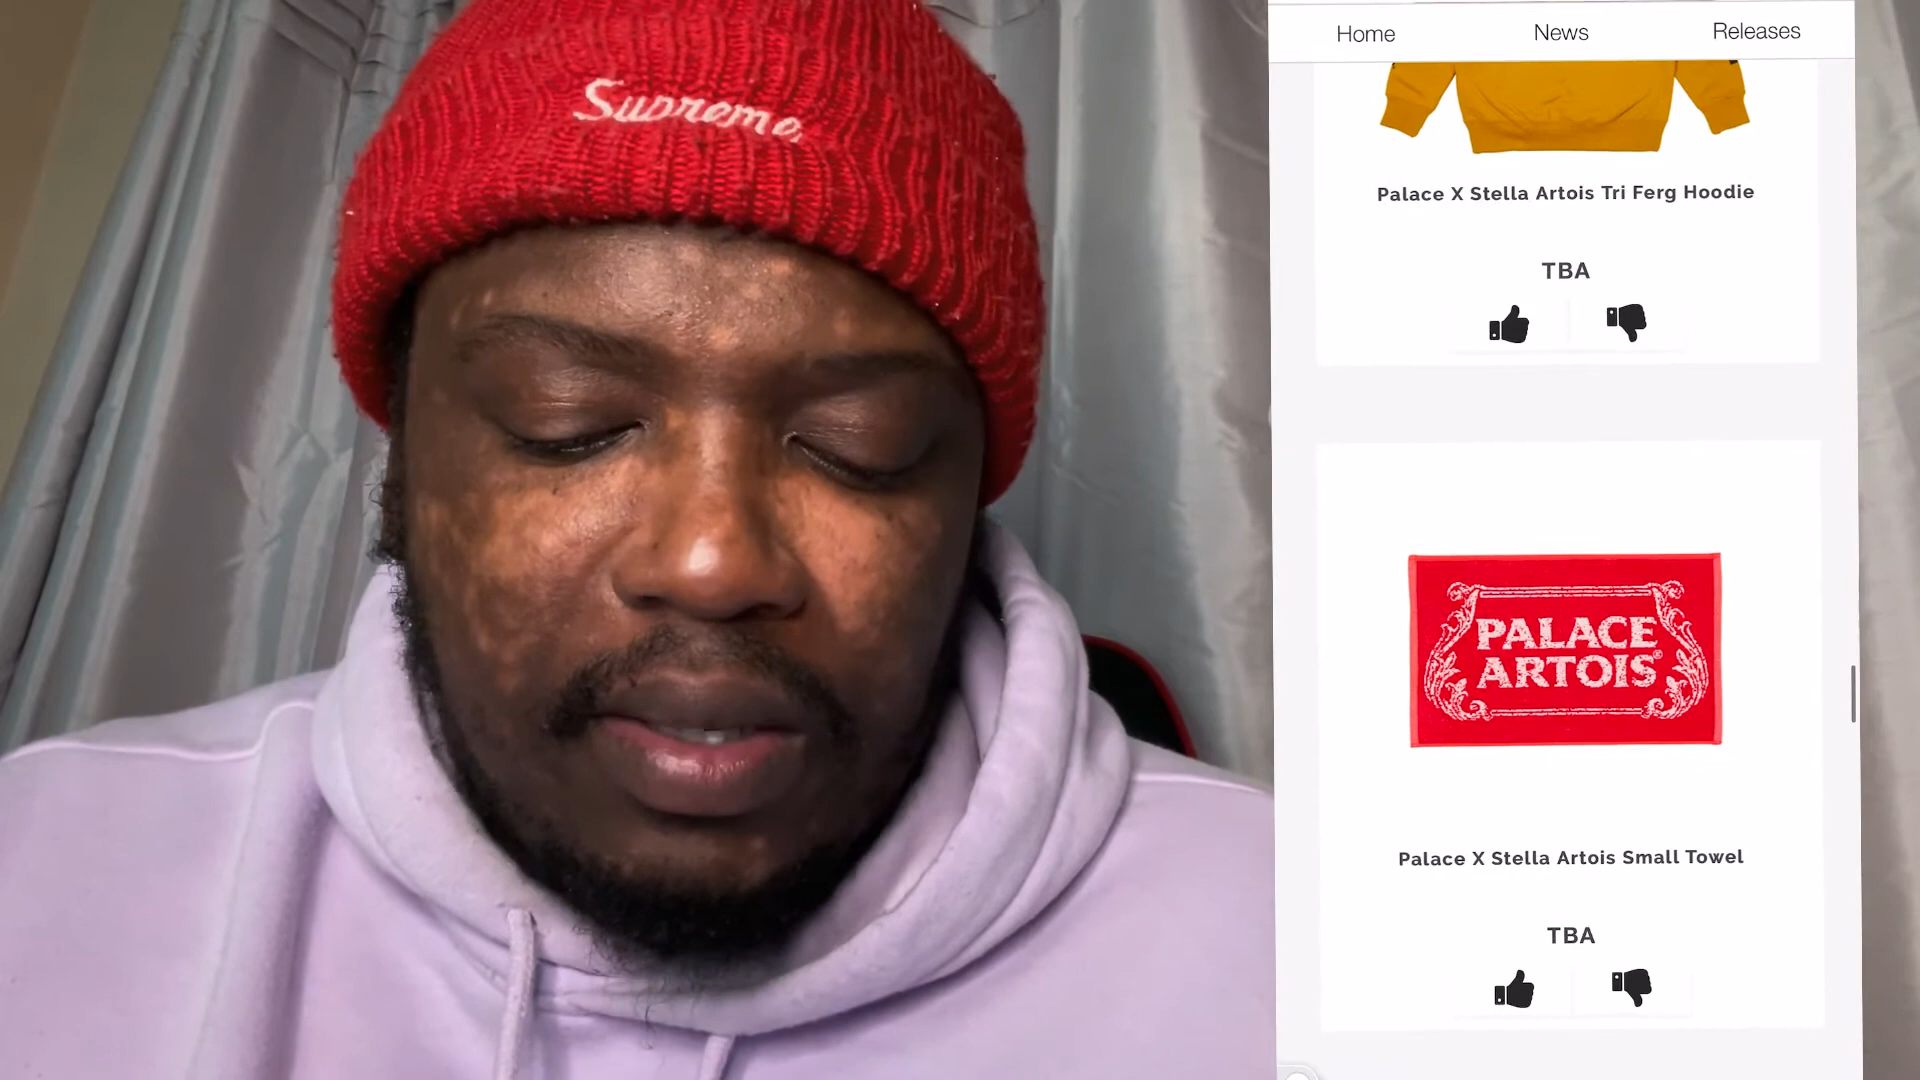 Supreme
Home
News
Releases
Palace X Stella Artois Tri Ferg Hoodie
TBA
PALACE
ARTOIS®
Palace X Stella Artois Small Towel
TBA